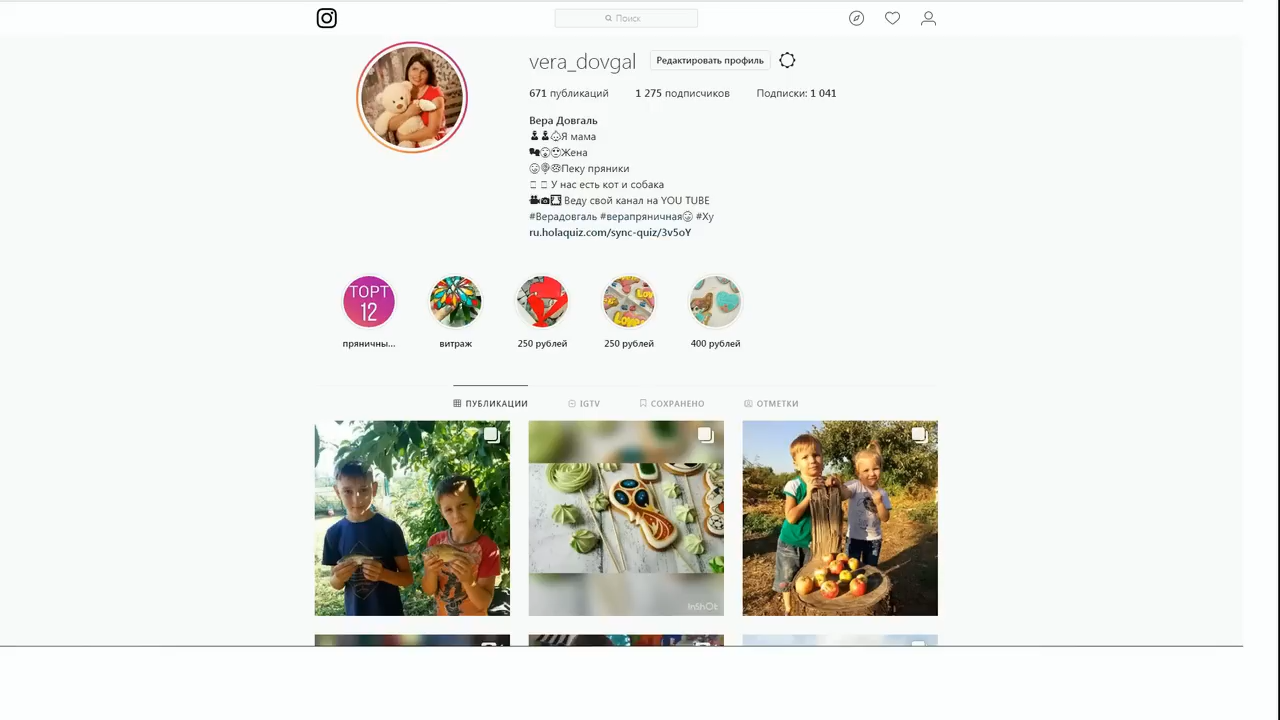 Поиск
vera_dovgal Редактировать профиль
671 публикаций 1 275 подписчиков Подписки: 1 041
Вера Довгаль
Я мама
Жена
Пеку пряники
У нас есть кот и собака
Веду свой канал на YOU TUBE
#Верадовгаль #верапряничная #Ху
ru.holaquiz.com/sync-quiz/3v5oY
ТОРТ
12
пряничны... витраж 250 рублей 250 рублей 400 рублей
ПУБЛИКАЦИИ IGTV СОХРАНЕНО ОТМЕТКИ
InShOt